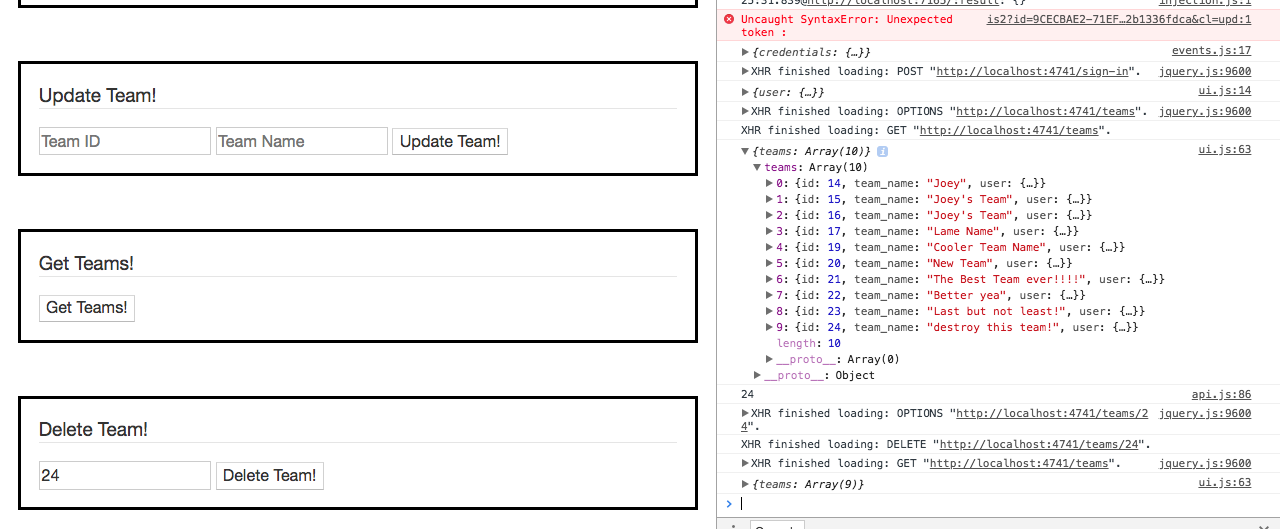 Update Team!
Team ID Team Name Update Team!
Get Teams!
Get Teams!
Delete Team!
24 Delete Team!
Uncaught SyntaxError: Unexpected is2?id=9CECBAE2-71EF…2b1336fdca&cl=upd:1
token :
{credentials: {…}} events.js:17
XHR finished loading: POST "http://localhost:4741/sign-in". jquery.js:9600
{user: {…}} ui.js:14
XHR finished loading: OPTIONS "http://localhost:4741/teams". jquery.js:9600
XHR finished loading: GET "http://localhost:4741/teams".
{teams: Array(10)} i ui.js:63
teams: Array(10)
0: {id: 14, team_name: "Joey", user: {…}}
1: {id: 15, team_name: "Joey's Team", user: {…}}
2: {id: 16, team_name: "Joey's Team", user: {…}}
3: {id: 17, team_name: "Lame Name", user: {…}}
4: {id: 19, team_name: "Cooler Team Name", user: {…}}
5: {id: 20, team_name: "New Team", user: {…}}
6: {id: 21, team_name: "The Best Team ever!!!!", user: {…}}
7: {id: 22, team_name: "Better yea", user: {…}}
8: {id: 23, team_name: "Last but not least!", user: {…}}
9: {id: 24, team_name: "destroy this team!", user: {…}}
length: 10
__proto__: Array(0)
__proto__: Object
24 api.js:86
XHR finished loading: OPTIONS "http://localhost:4741/teams/2 jquery.js:9600
4".
XHR finished loading: DELETE "http://localhost:4741/teams/24".
XHR finished loading: GET "http://localhost:4741/teams". jquery.js:9600
{teams: Array(9)} ui.js:63